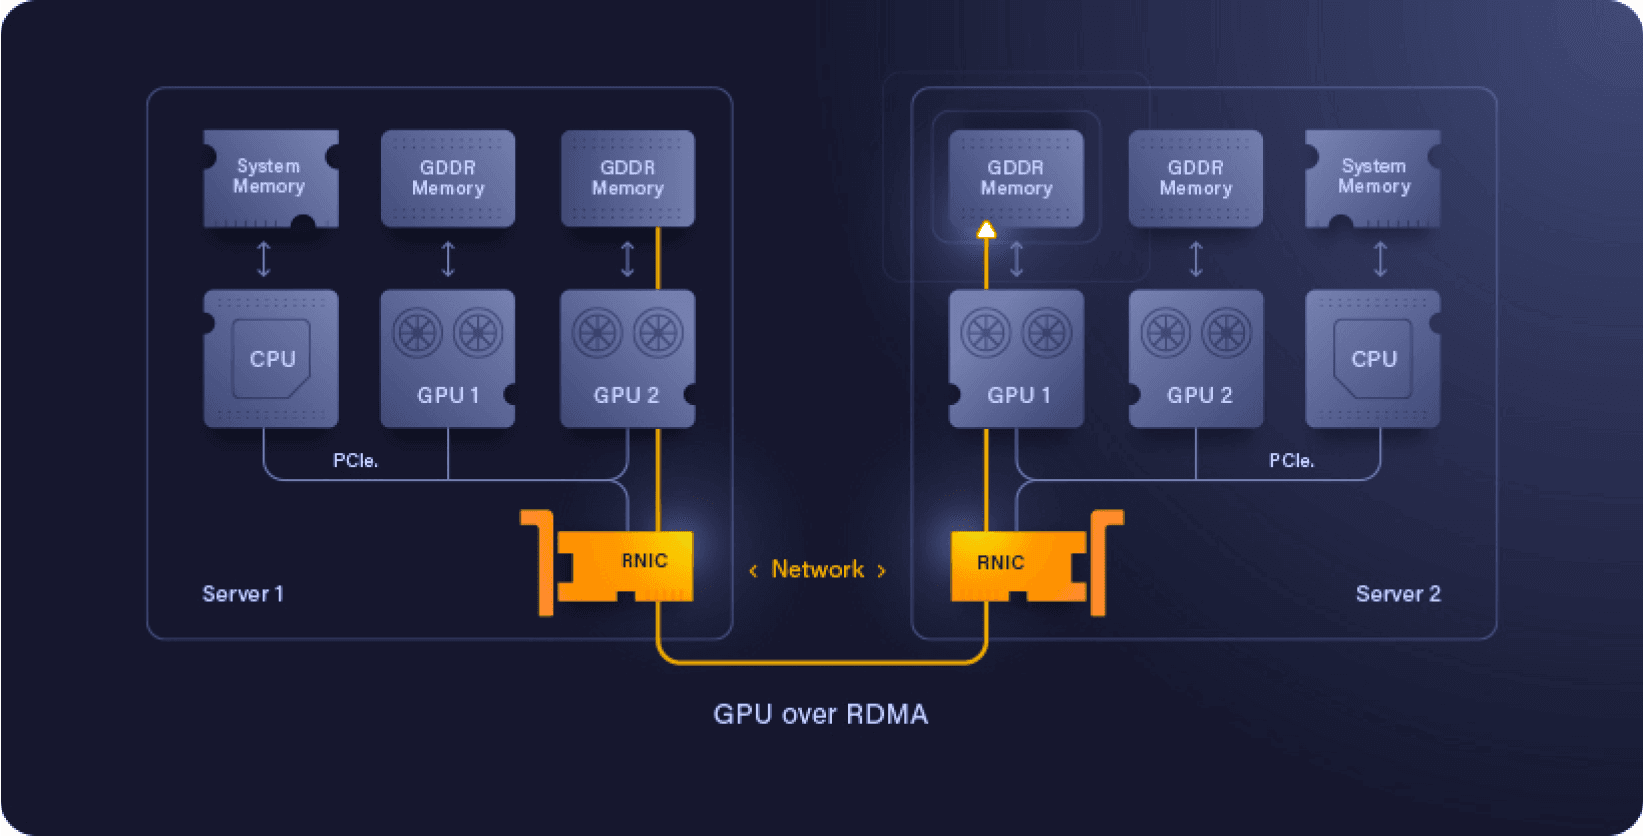 System
Memory
GDDR
Memory
GDDR
Memory
GDDR
Memory
GDDR
Memory
System
Memory
CPU
GPU 1
GPU 2
GPU 1
GPU 2
CPU
PCIe.
PCIe.
RNIC
‹ Network ›
RNIC
Server 1
Server 2
GPU over RDMA